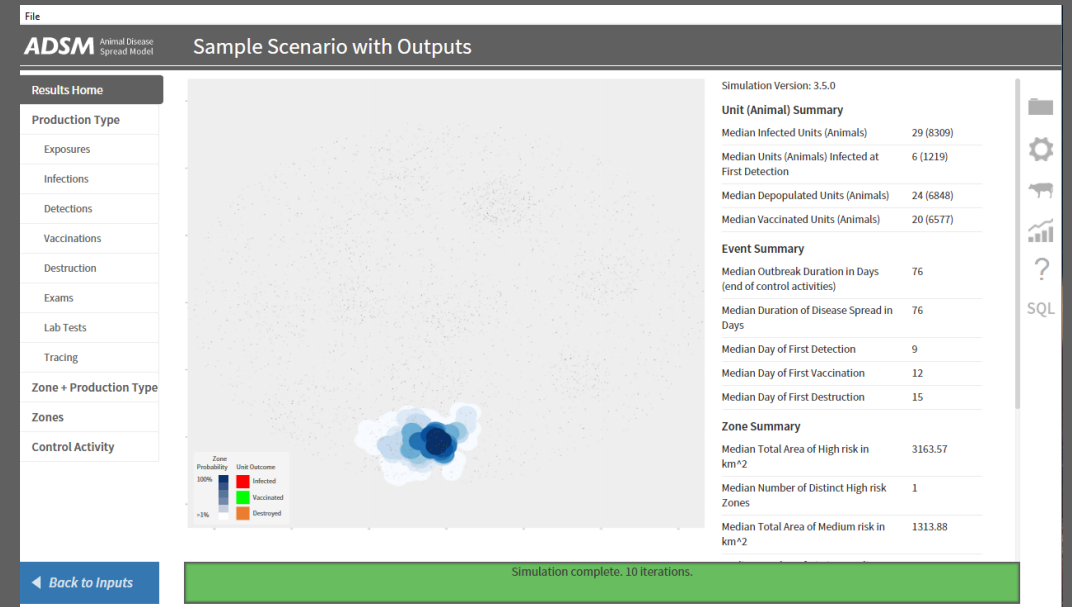 File
ADSM Animal Disease
Spread Model
Sample Scenario with Outputs
Results Home
Production Type
Exposures
Infections
Detections
Vaccinations
Destruction
Exams
Lab Tests
Tracing
Zone + Production Type
Zones
Control Activity
Back to Inputs
Zone
Probability
100%
>1%
Unit Outcome
Infected
Vaccinated
Destroyed
Simulation Version: 3.5.0
Unit (Animal) Summary
Median Infected Units (Animals) 29 (8309)
Median Units (Animals) Infected at 6 (1219)
First Detection
Median Depopulated Units (Animals) 24 (6848)
Median Vaccinated Units (Animals) 20 (6577)
Event Summary
Median Outbreak Duration in Days 76
(end of control activities)
Median Duration of Disease Spread in 76
Days
Median Day of First Detection 9
Median Day of First Vaccination 12
Median Day of First Destruction 15
Zone Summary
Median Total Area of High risk in 3163.57
km^2
Median Number of Distinct High risk 1
Zones
Median Total Area of Medium risk in 1313.88
km^2
?
SQL
Simulation complete. 10 iterations.